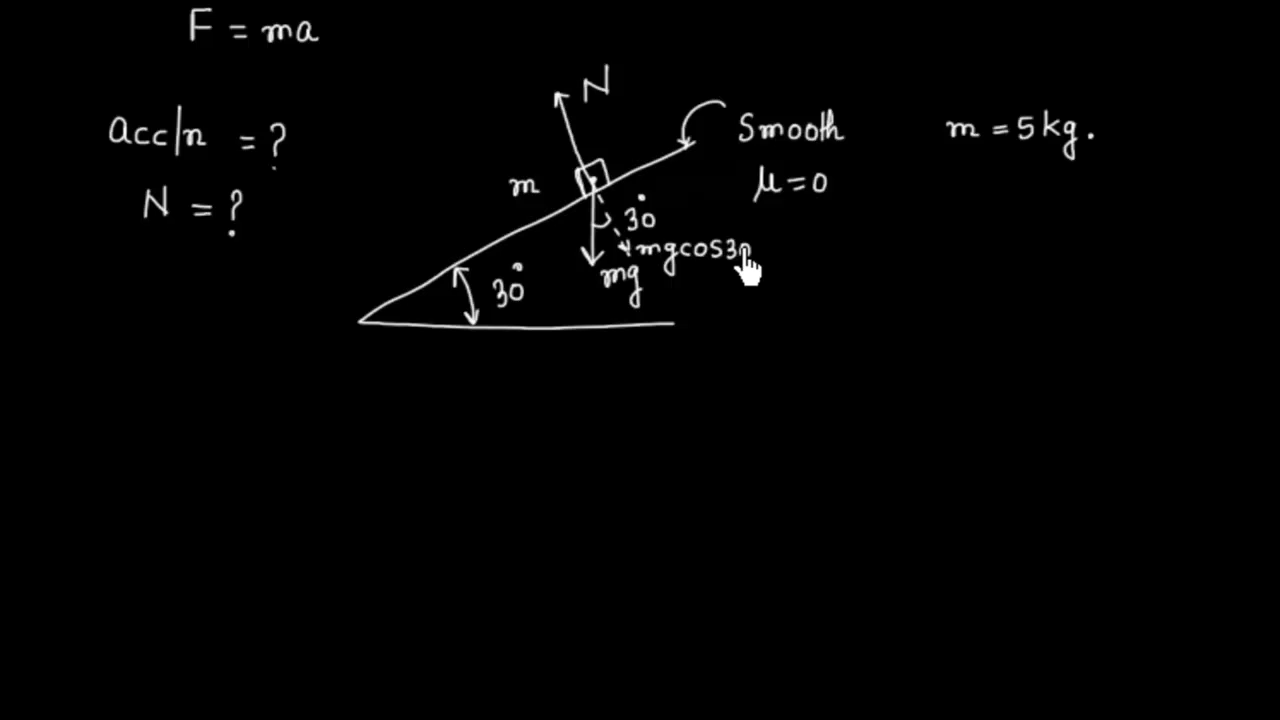 F = ma
N
acc/n = ?
Smooth
m = 5kg.
m
μ = 0
N = ?
30°
mgcos30
mg
30°